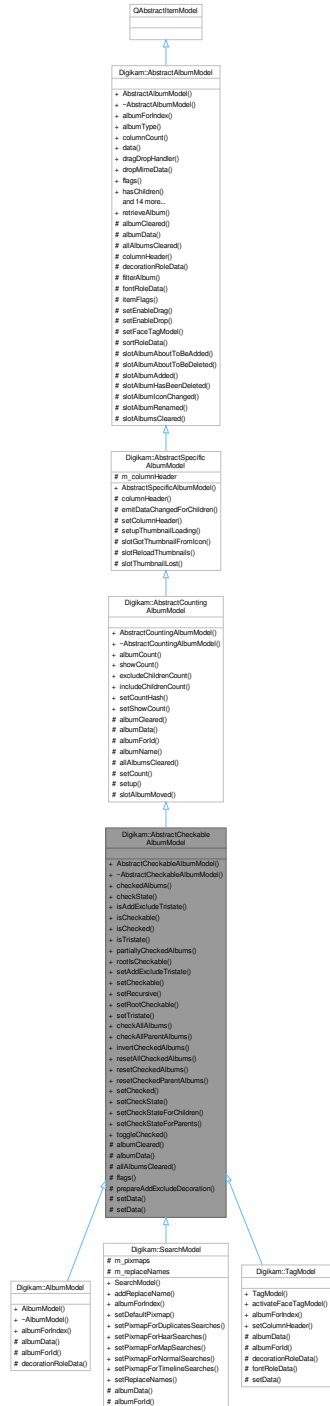 QAbstractItemModel
Digikam::AbstractAlbumModel
+ AbstractAlbumModel()
+ ~AbstractAlbumModel()
+ albumForIndex()
+ albumType()
+ columnCount()
+ data()
+ dragDropHandler()
+ dropMimeData()
+ flags()
+ hasChildren()
and 14 more...
+ retrieveAlbum()
# albumCleared()
# albumData()
# allAlbumsCleared()
# columnHeader()
# decorationRoleData()
# filterAlbum()
# fontRoleData()
# itemFlags()
# setEnableDrag()
# setEnableDrop()
# setFaceTagModel()
# sortRoleData()
# slotAlbumAboutToBeAdded()
# slotAlbumAboutToBeDeleted()
# slotAlbumAdded()
# slotAlbumHasBeenDeleted()
# slotAlbumIconChanged()
# slotAlbumRenamed()
# slotAlbumsCleared()
Digikam::AbstractSpecific
AlbumModel
# m_columnHeader
+ AbstractSpecificAlbumModel()
# columnHeader()
# emitDataChangedForChildren()
# setColumnHeader()
# setupThumbnailLoading()
# slotGotThumbnailFromIcon()
# slotReloadThumbnails()
# slotThumbnailLost()
Digikam::AbstractCounting
AlbumModel
+ AbstractCountingAlbumModel()
+ ~AbstractCountingAlbumModel()
+ albumCount()
+ showCount()
+ excludeChildrenCount()
+ includeChildrenCount()
+ setCountHash()
+ setShowCount()
# albumCleared()
# albumData()
# albumForId()
# albumName()
# allAlbumsCleared()
# setCount()
# setup()
# slotAlbumMoved()
Digikam::AbstractCheckable
AlbumModel
+ AbstractCheckableAlbumModel()
+ ~AbstractCheckableAlbumModel()
+ checkedAlbums()
+ checkState()
+ isAddExcludeTristate()
+ isCheckable()
+ isChecked()
+ isTristate()
+ partiallyCheckedAlbums()
+ rootIsCheckable()
+ setAddExcludeTristate()
+ setCheckable()
+ setRecursive()
+ setRootCheckable()
+ setTristate()
+ checkAllAlbums()
+ checkAllParentAlbums()
+ invertCheckedAlbums()
+ resetAllCheckedAlbums()
+ resetCheckedAlbums()
+ resetCheckedParentAlbums()
+ setChecked()
+ setCheckState()
+ setCheckStateForChildren()
+ setCheckStateForParents()
+ toggleChecked()
# albumCleared()
# albumData()
# allAlbumsCleared()
# flags()
# prepareAddExcludeDecoration()
# setData()
# setData()
Digikam::AlbumModel
+ AlbumModel()
+ ~AlbumModel()
+ albumForIndex()
# albumData()
# albumForId()
# decorationRoleData()
Digikam::SearchModel
# m_pixmaps
# m_replaceNames
+ SearchModel()
+ addReplaceName()
+ albumForIndex()
+ setDefaultPixmap()
+ setPixmapForDuplicatesSearches()
+ setPixmapForHaarSearches()
+ setPixmapForMapSearches()
+ setPixmapForNormalSearches()
+ setPixmapForTimelineSearches()
+ setReplaceNames()
# albumData()
# albumForId()
Digikam::TagModel
+ TagModel()
+ activateFaceTagModel()
+ albumForIndex()
+ setColumnHeader()
# albumData()
# albumForId()
# decorationRoleData()
# fontRoleData()
# setData()